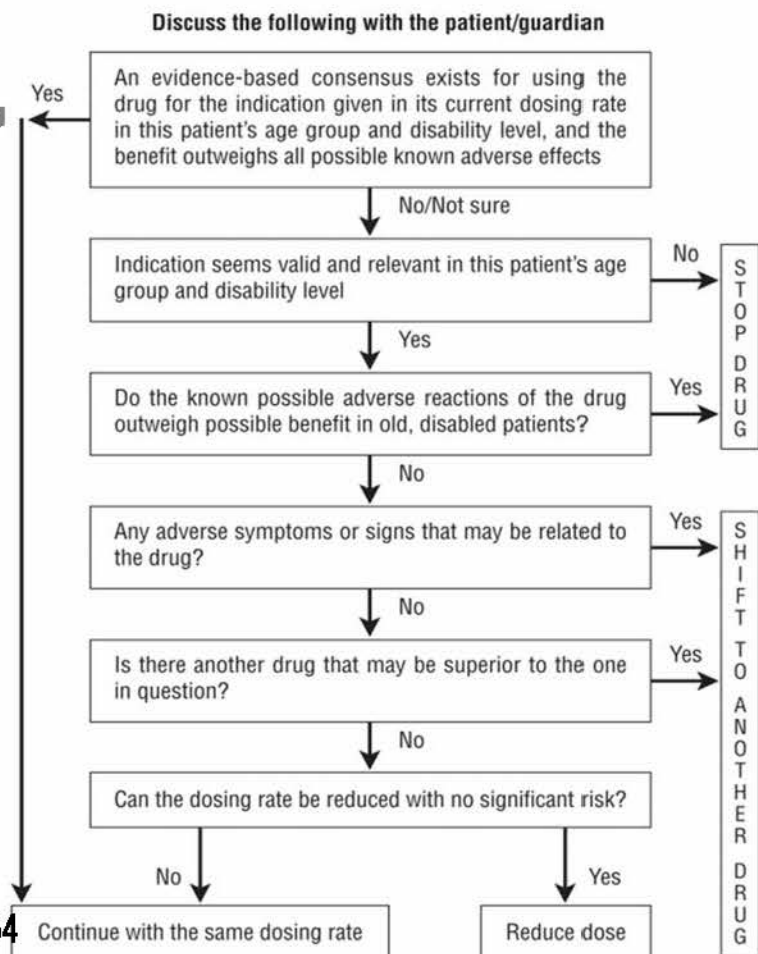 Discuss the following with the patient/guardian
An evidence-based consensus exists for using the
drug for the indication given in its current dosing rate
in this patient's age group and disability level, and the
benefit outweighs all possible known adverse effects
Yes
No/Not sure
Indication seems valid and relevant in this patient's age
group and disability level
No
STOP DRUG
Yes
Do the known possible adverse reactions of the drug
outweigh possible benefit in old, disabled patients?
Yes
No
Any adverse symptoms or signs that may be related to
the drug?
Yes
SHIFT TO ANOTHER DRUG
No
Is there another drug that may be superior to the one
in question?
Yes
No
Can the dosing rate be reduced with no significant risk?
No
Yes
4
Continue with the same dosing rate
Reduce dose